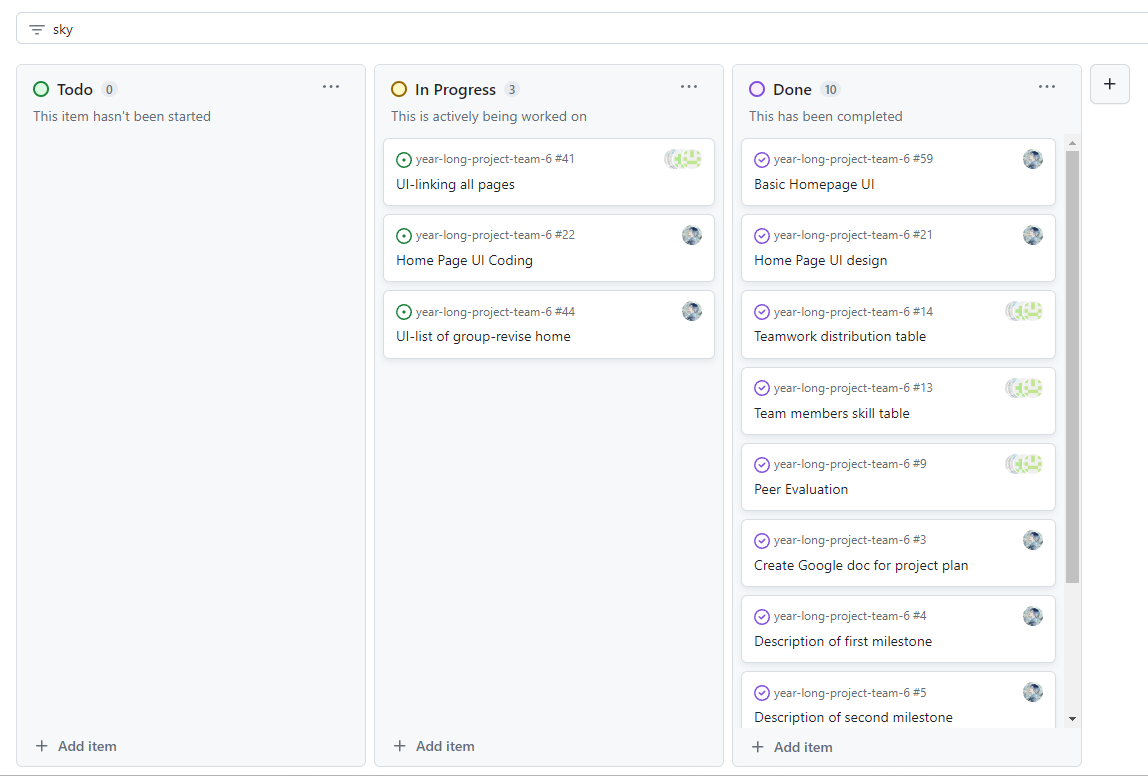 sky
Todo 0
This item hasn't been started
Add item
In Progress 3
This is actively being worked on
year-long-project-team-6 #41
UI-linking all pages
year-long-project-team-6 #22
Home Page UI Coding
year-long-project-team-6 #44
UI-list of group-revise home
Add item
Done 10
This has been completed
year-long-project-team-6 #59
Basic Homepage UI
year-long-project-team-6 #21
Home Page UI design
year-long-project-team-6 #14
Teamwork distribution table
year-long-project-team-6 #13
Team members skill table
year-long-project-team-6 #9
Peer Evaluation
year-long-project-team-6 #3
Create Google doc for project plan
year-long-project-team-6 #4
Description of first milestone
year-long-project-team-6 #5
Description of second milestone
Add item